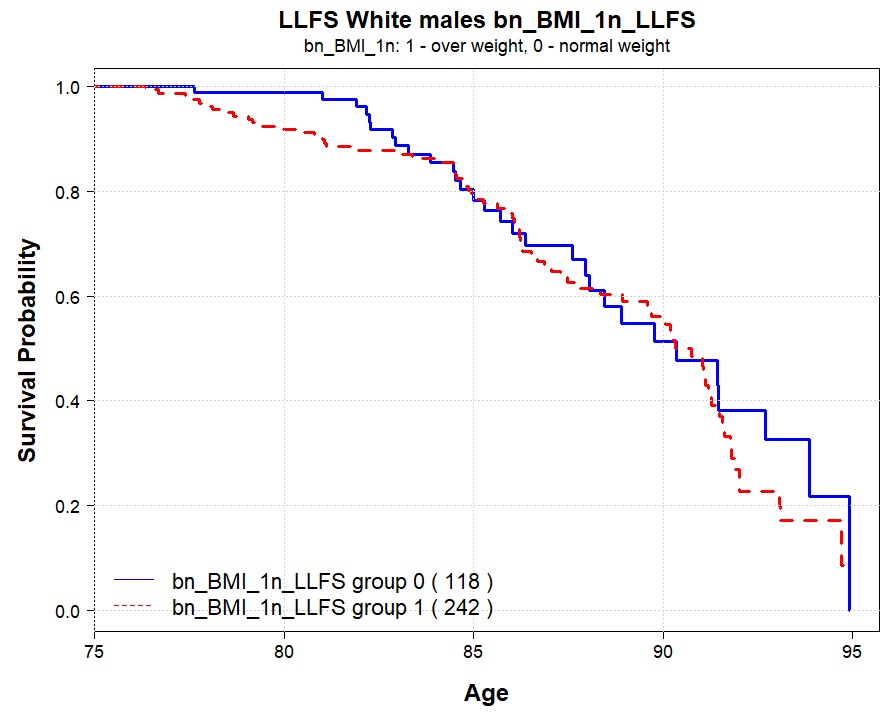 LLFS White males bn_BMI_1n_LLFS
bn_BMI_1n: 1 - over weight, 0 - normal weight
Survival Probability
1.0
0.8
0.6
0.4
0.2
0.0
bn_BMI_1n_LLFS group 0 ( 118 )
bn_BMI_1n_LLFS group 1 ( 242 )
75 80 85 90 95
Age